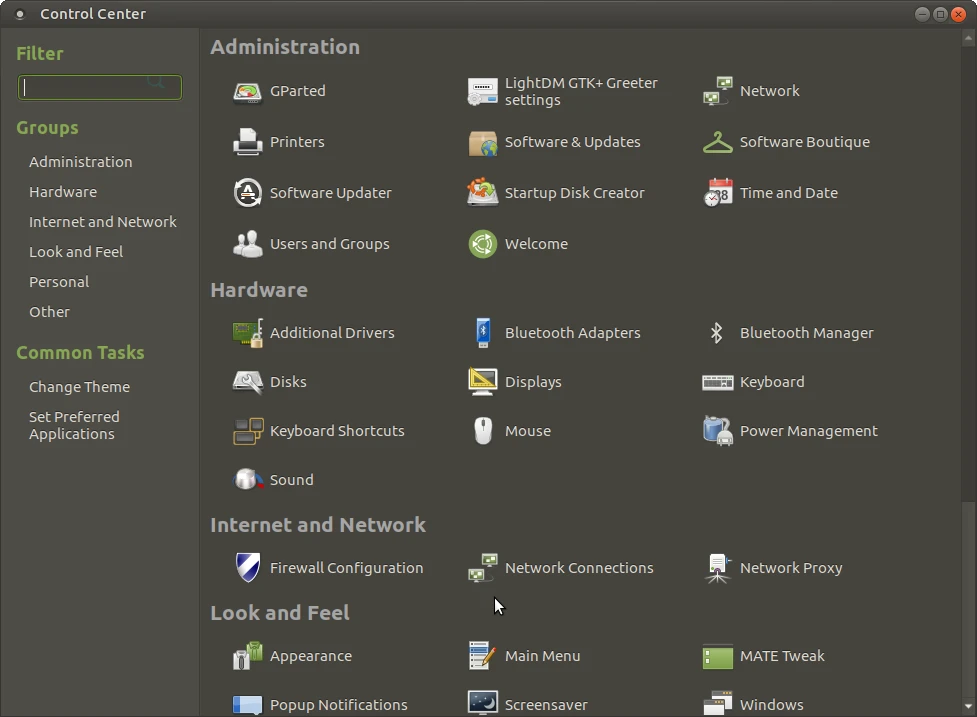 Control Center
Filter
Groups
Administration
Hardware
Internet and Network
Look and Feel
Personal
Other
Common Tasks
Change Theme
Set Preferred
Applications
Administration
GParted
LightDM GTK+ Greeter
settings
Network
Printers
Software & Updates
Software Boutique
Software Updater
Startup Disk Creator
Time and Date
Users and Groups
Welcome
Hardware
Additional Drivers
Bluetooth Adapters
Bluetooth Manager
Disks
Displays
Keyboard
Keyboard Shortcuts
Mouse
Power Management
Sound
Internet and Network
Firewall Configuration
Network Connections
Network Proxy
Look and Feel
Appearance
Main Menu
MATE Tweak
Popup Notifications
Screensaver
Windows